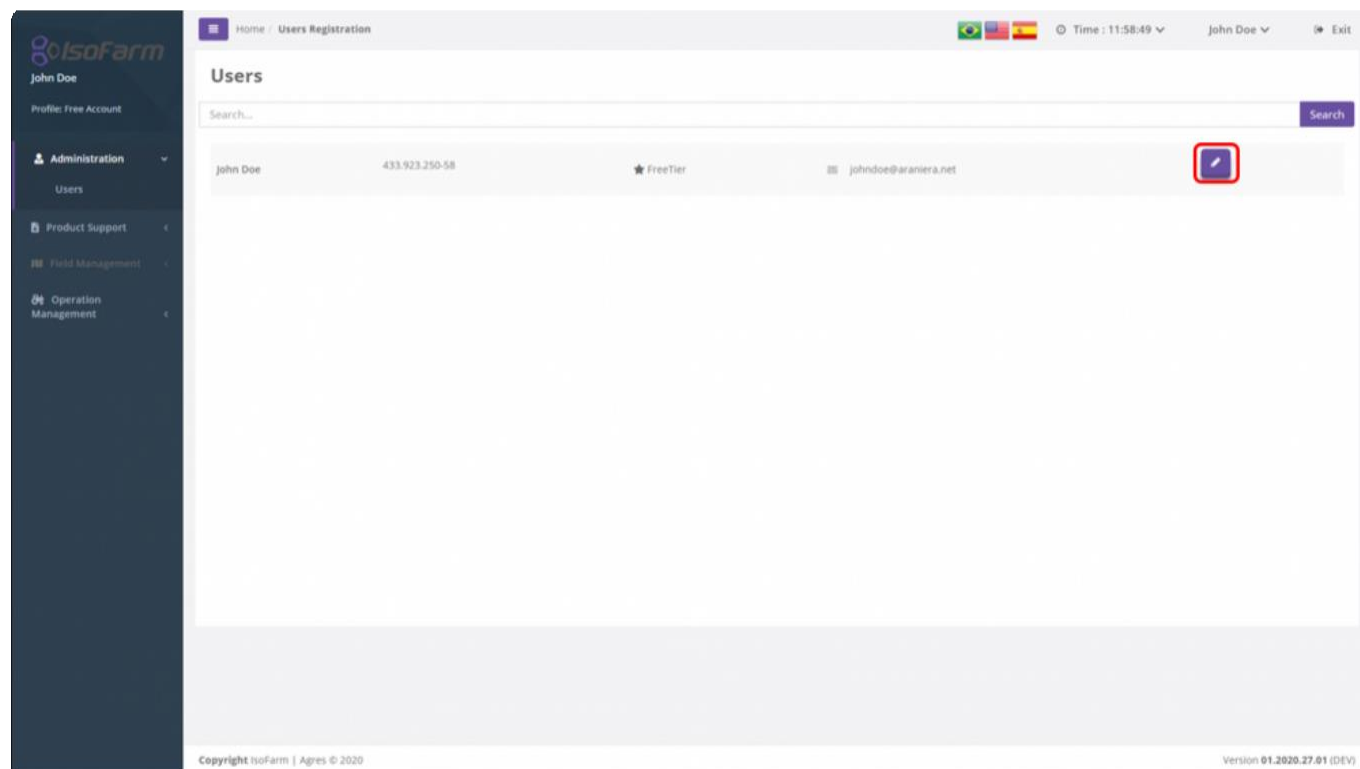 IsoFarm
John Doe
Profile: Free Account
Administration
Users
Product Support
Field Management
Operation
Management
Home / Users Registration
Time : 11:58:49
John Doe
Exit
Users
Search...
Search
John Doe
433.923.250-58
FreeTier
johndoe@araniera.net
Copyright IsoFarm | Agres © 2020
Version 01.2020.27.01 (DEV)